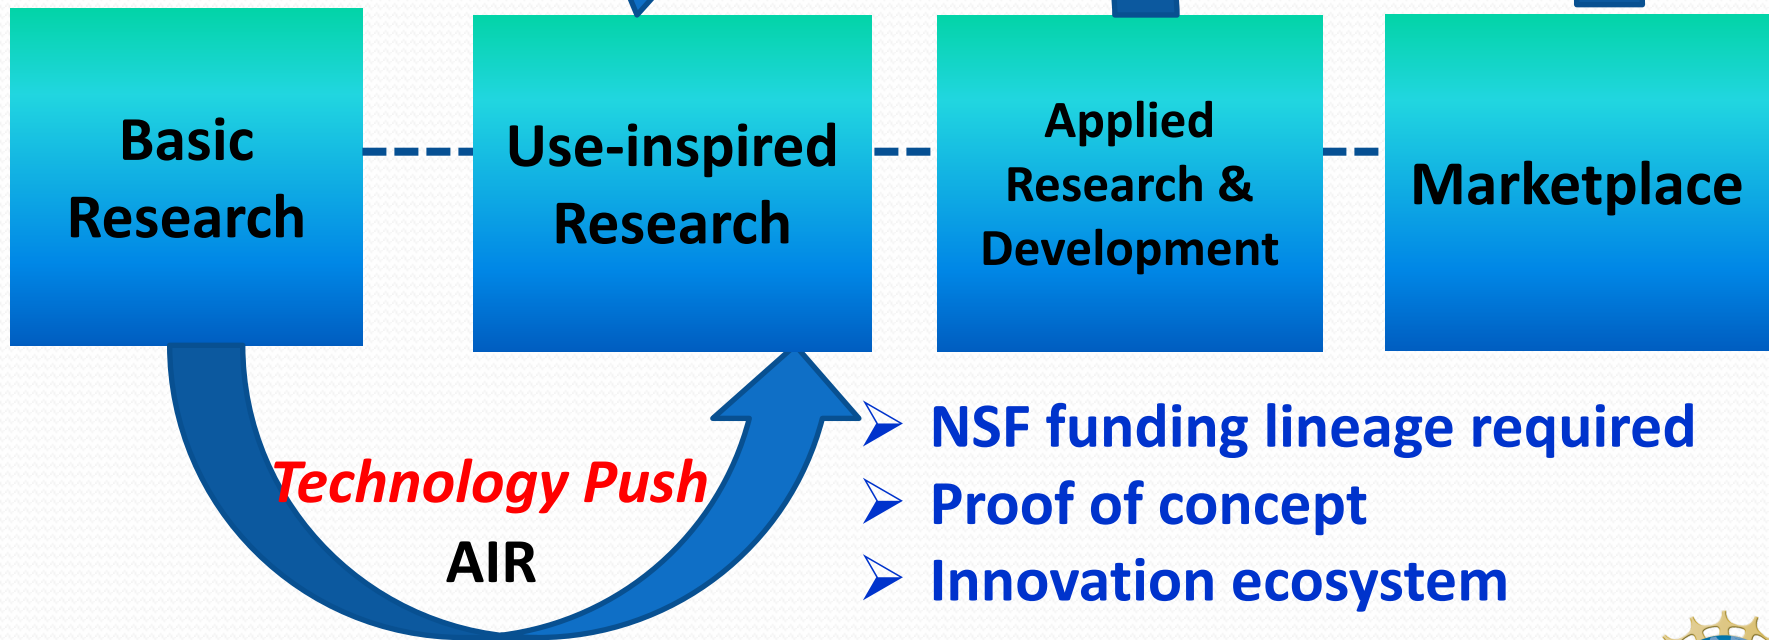 Basic
Research
Use-inspired
Research
Applied
Research &
Development
Marketplace
Technology Push
AIR
NSF funding lineage required
Proof of concept
Innovation ecosystem